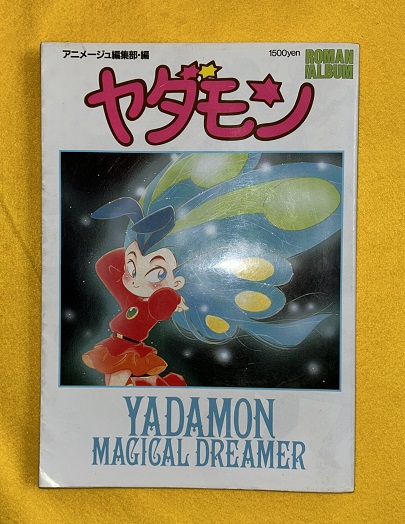 アニメージュ編集部・編
1500yen
ROMAN
ALBUM
ヤダモン
YADAMON
MAGICAL DREAMER